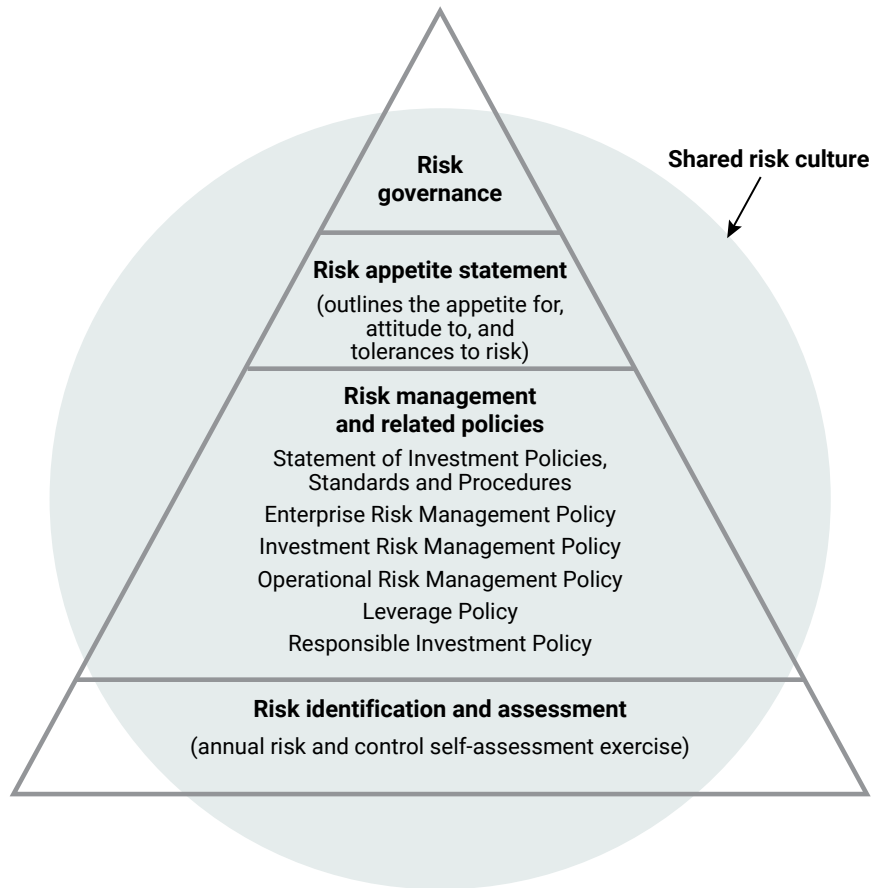 Risk
governance
Shared risk culture
Risk appetite statement
(outlines the appetite for,
attitude to, and
tolerances to risk)
Risk management
and related policies
Statement of Investment Policies,
Standards and Procedures
Enterprise Risk Management Policy
Investment Risk Management Policy
Operational Risk Management Policy
Leverage Policy
Responsible Investment Policy
Risk identification and assessment
(annual risk and control self-assessment exercise)